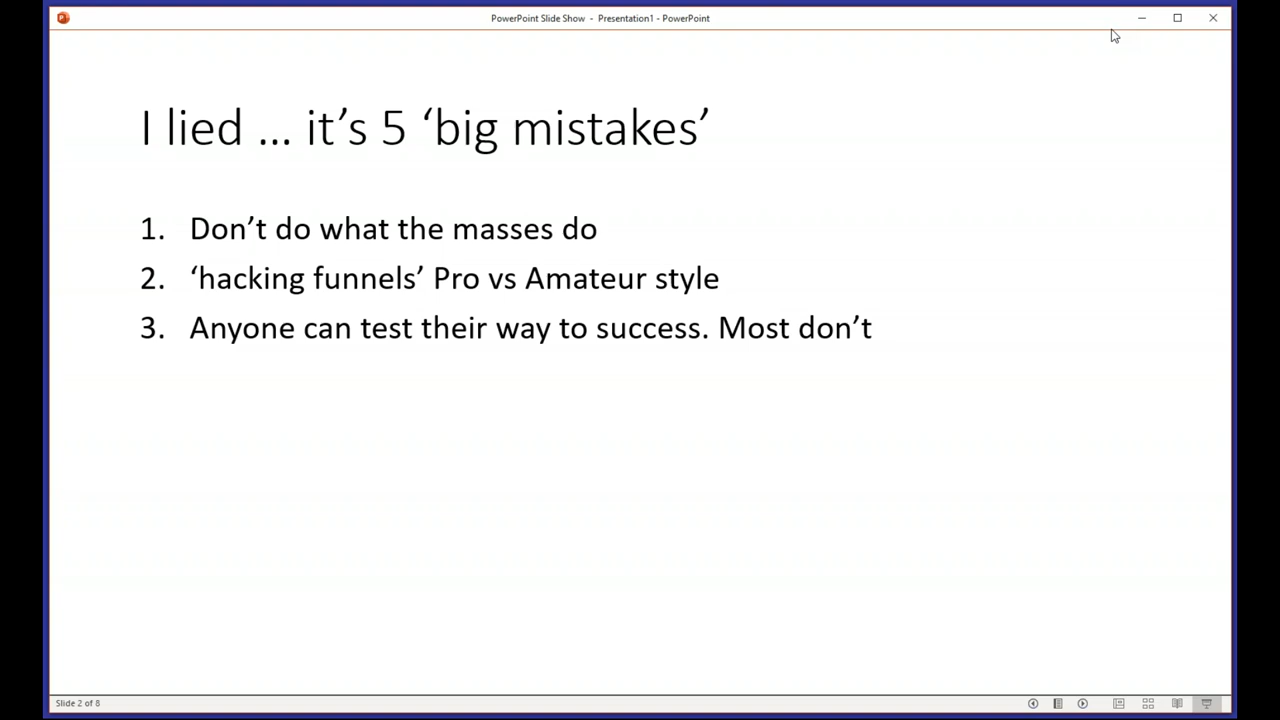 PowerPoint Slide Show - Presentation1 - PowerPoint
I lied ... it's 5 ‘big mistakes’
1. Don’t do what the masses do
2. ‘hacking funnels’ Pro vs Amateur style
3. Anyone can test their way to success. Most don’t
Slide 2 of 8